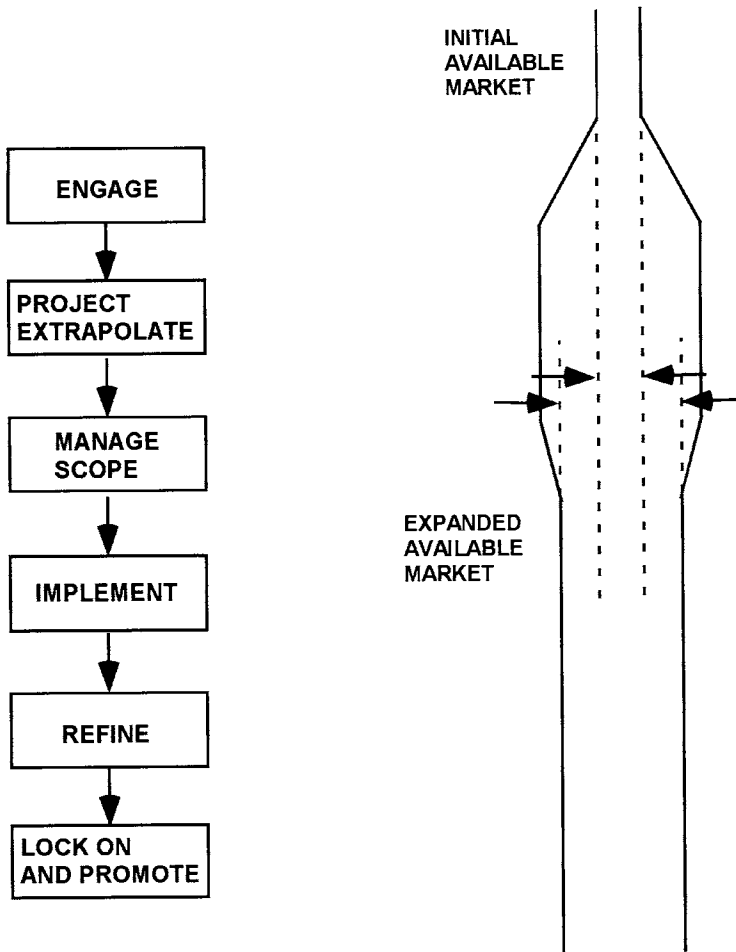 INITIAL
AVAILABLE
MARKET
ENGAGE
PROJECT
EXTRAPOLATE
MANAGE
SCOPE
EXPANDED
AVAILABLE
MARKET
IMPLEMENT
REFINE
LOCK ON
AND PROMOTE